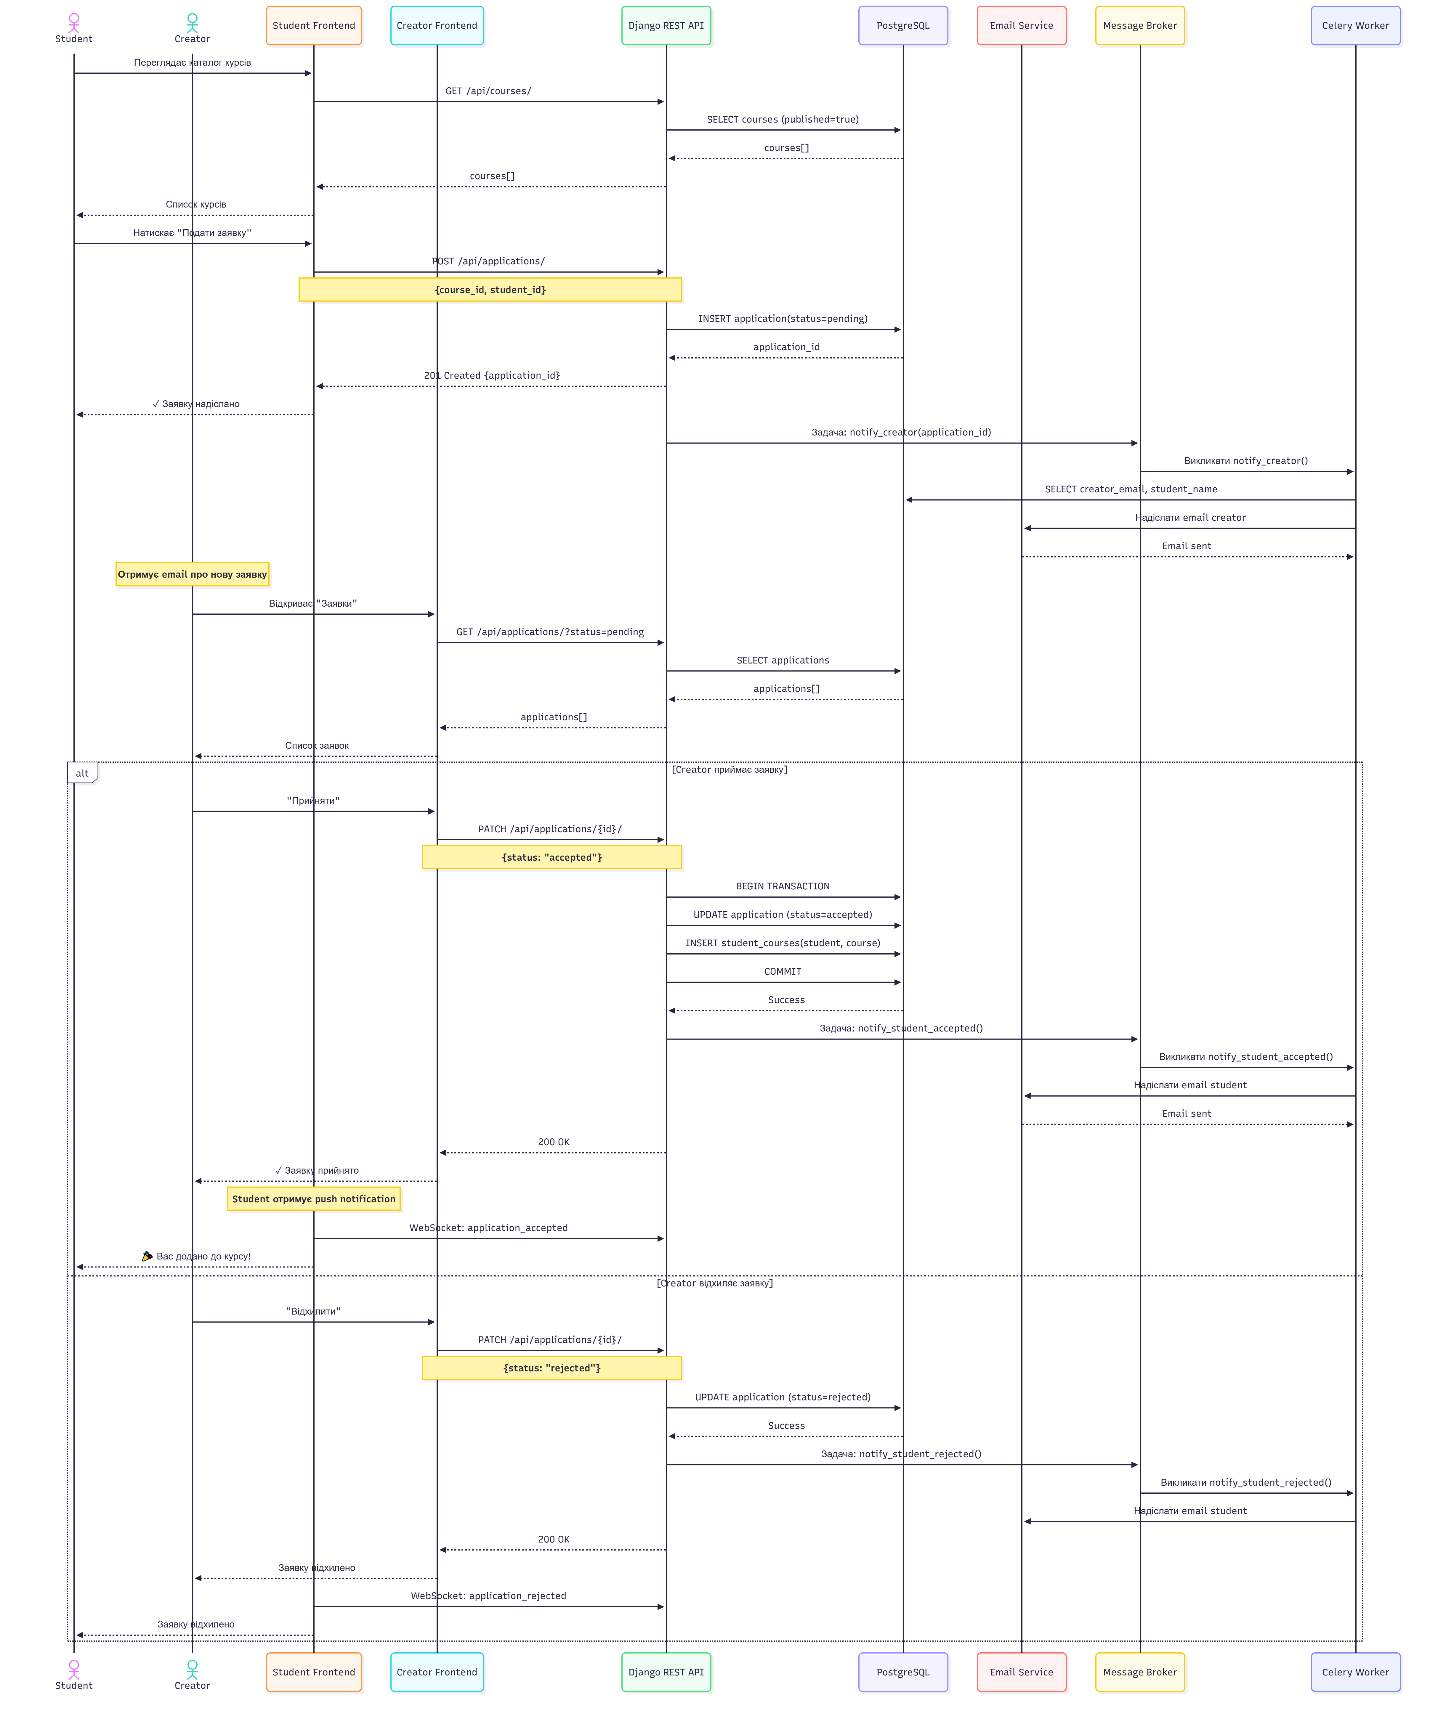 Student
Creator
Student Frontend
Creator Frontend
Django REST API
PostgreSQL
Email Service
Message Broker
Celery Worker
Переглядає каталог курсів
GET /api/courses/
SELECT courses (published=true)
courses[]
courses[]
Список курсів
Натискає "Подати заявку"
POST /api/applications/
{course_id, student_id}
INSERT application(status=pending)
application_id
201 Created {application_id}
✓ Заявку надіслано
Задача: notify_creator(application_id)
Викликати notify_creator()
SELECT creator_email, student_name
Надіслати email creator
Email sent
Отримує email про нову заявку
Відкриває "Заявки"
GET /api/applications/?status=pending
SELECT applications
applications[]
applications[]
Список заявок
alt
[Creator приймає заявку]
"Прийняти"
PATCH /api/applications/{id}/
{status: "accepted"}
BEGIN TRANSACTION
UPDATE application (status=accepted)
INSERT student_courses(student, course)
COMMIT
Success
Задача: notify_student_accepted()
Викликати notify_student_accepted()
Надіслати email student
Email sent
200 OK
✓ Заявку прийнято
Student отримує push notification
WebSocket: application_accepted
🎉 Вас додано до курсу!
[Creator відхиляє заявку]
"Відхилити"
PATCH /api/applications/{id}/
{status: "rejected"}
UPDATE application (status=rejected)
Success
Задача: notify_student_rejected()
Викликати notify_student_rejected()
Надіслати email student
200 OK
Заявку відхилено
WebSocket: application_rejected
Заявку відхилено
Student
Creator
Student Frontend
Creator Frontend
Django REST API
PostgreSQL
Email Service
Message Broker
Celery Worker